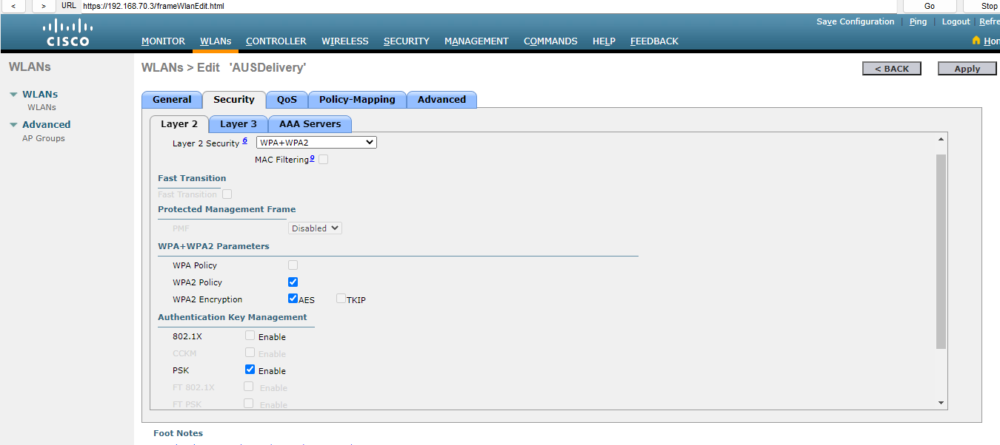 < > URL https://192.168.70.3/frameWlanEdit.html Go Stop
Save Configuration | Ping | Logout | Refre
CISCO
MONITOR WLANs CONTROLLER WIRELESS SECURITY MANAGEMENT COMMANDS HELP FEEDBACK Hon
WLANs
WLANs
WLANs
Advanced
AP Groups
WLANs > Edit 'AUSDelivery'
< BACK Apply
General Security QoS Policy-Mapping Advanced
Layer 2 Layer 3 AAA Servers
Layer 2 Security 6 WPA+WPA2
MAC Filtering9
Fast Transition
Fast Transition
Protected Management Frame
PMF Disabled
WPA+WPA2 Parameters
WPA Policy
WPA2 Policy
WPA2 Encryption AES TKIP
Authentication Key Management
802.1X Enable
CCKM Enable
PSK Enable
FT 802.1X Enable
FT PSK Enable
Foot Notes